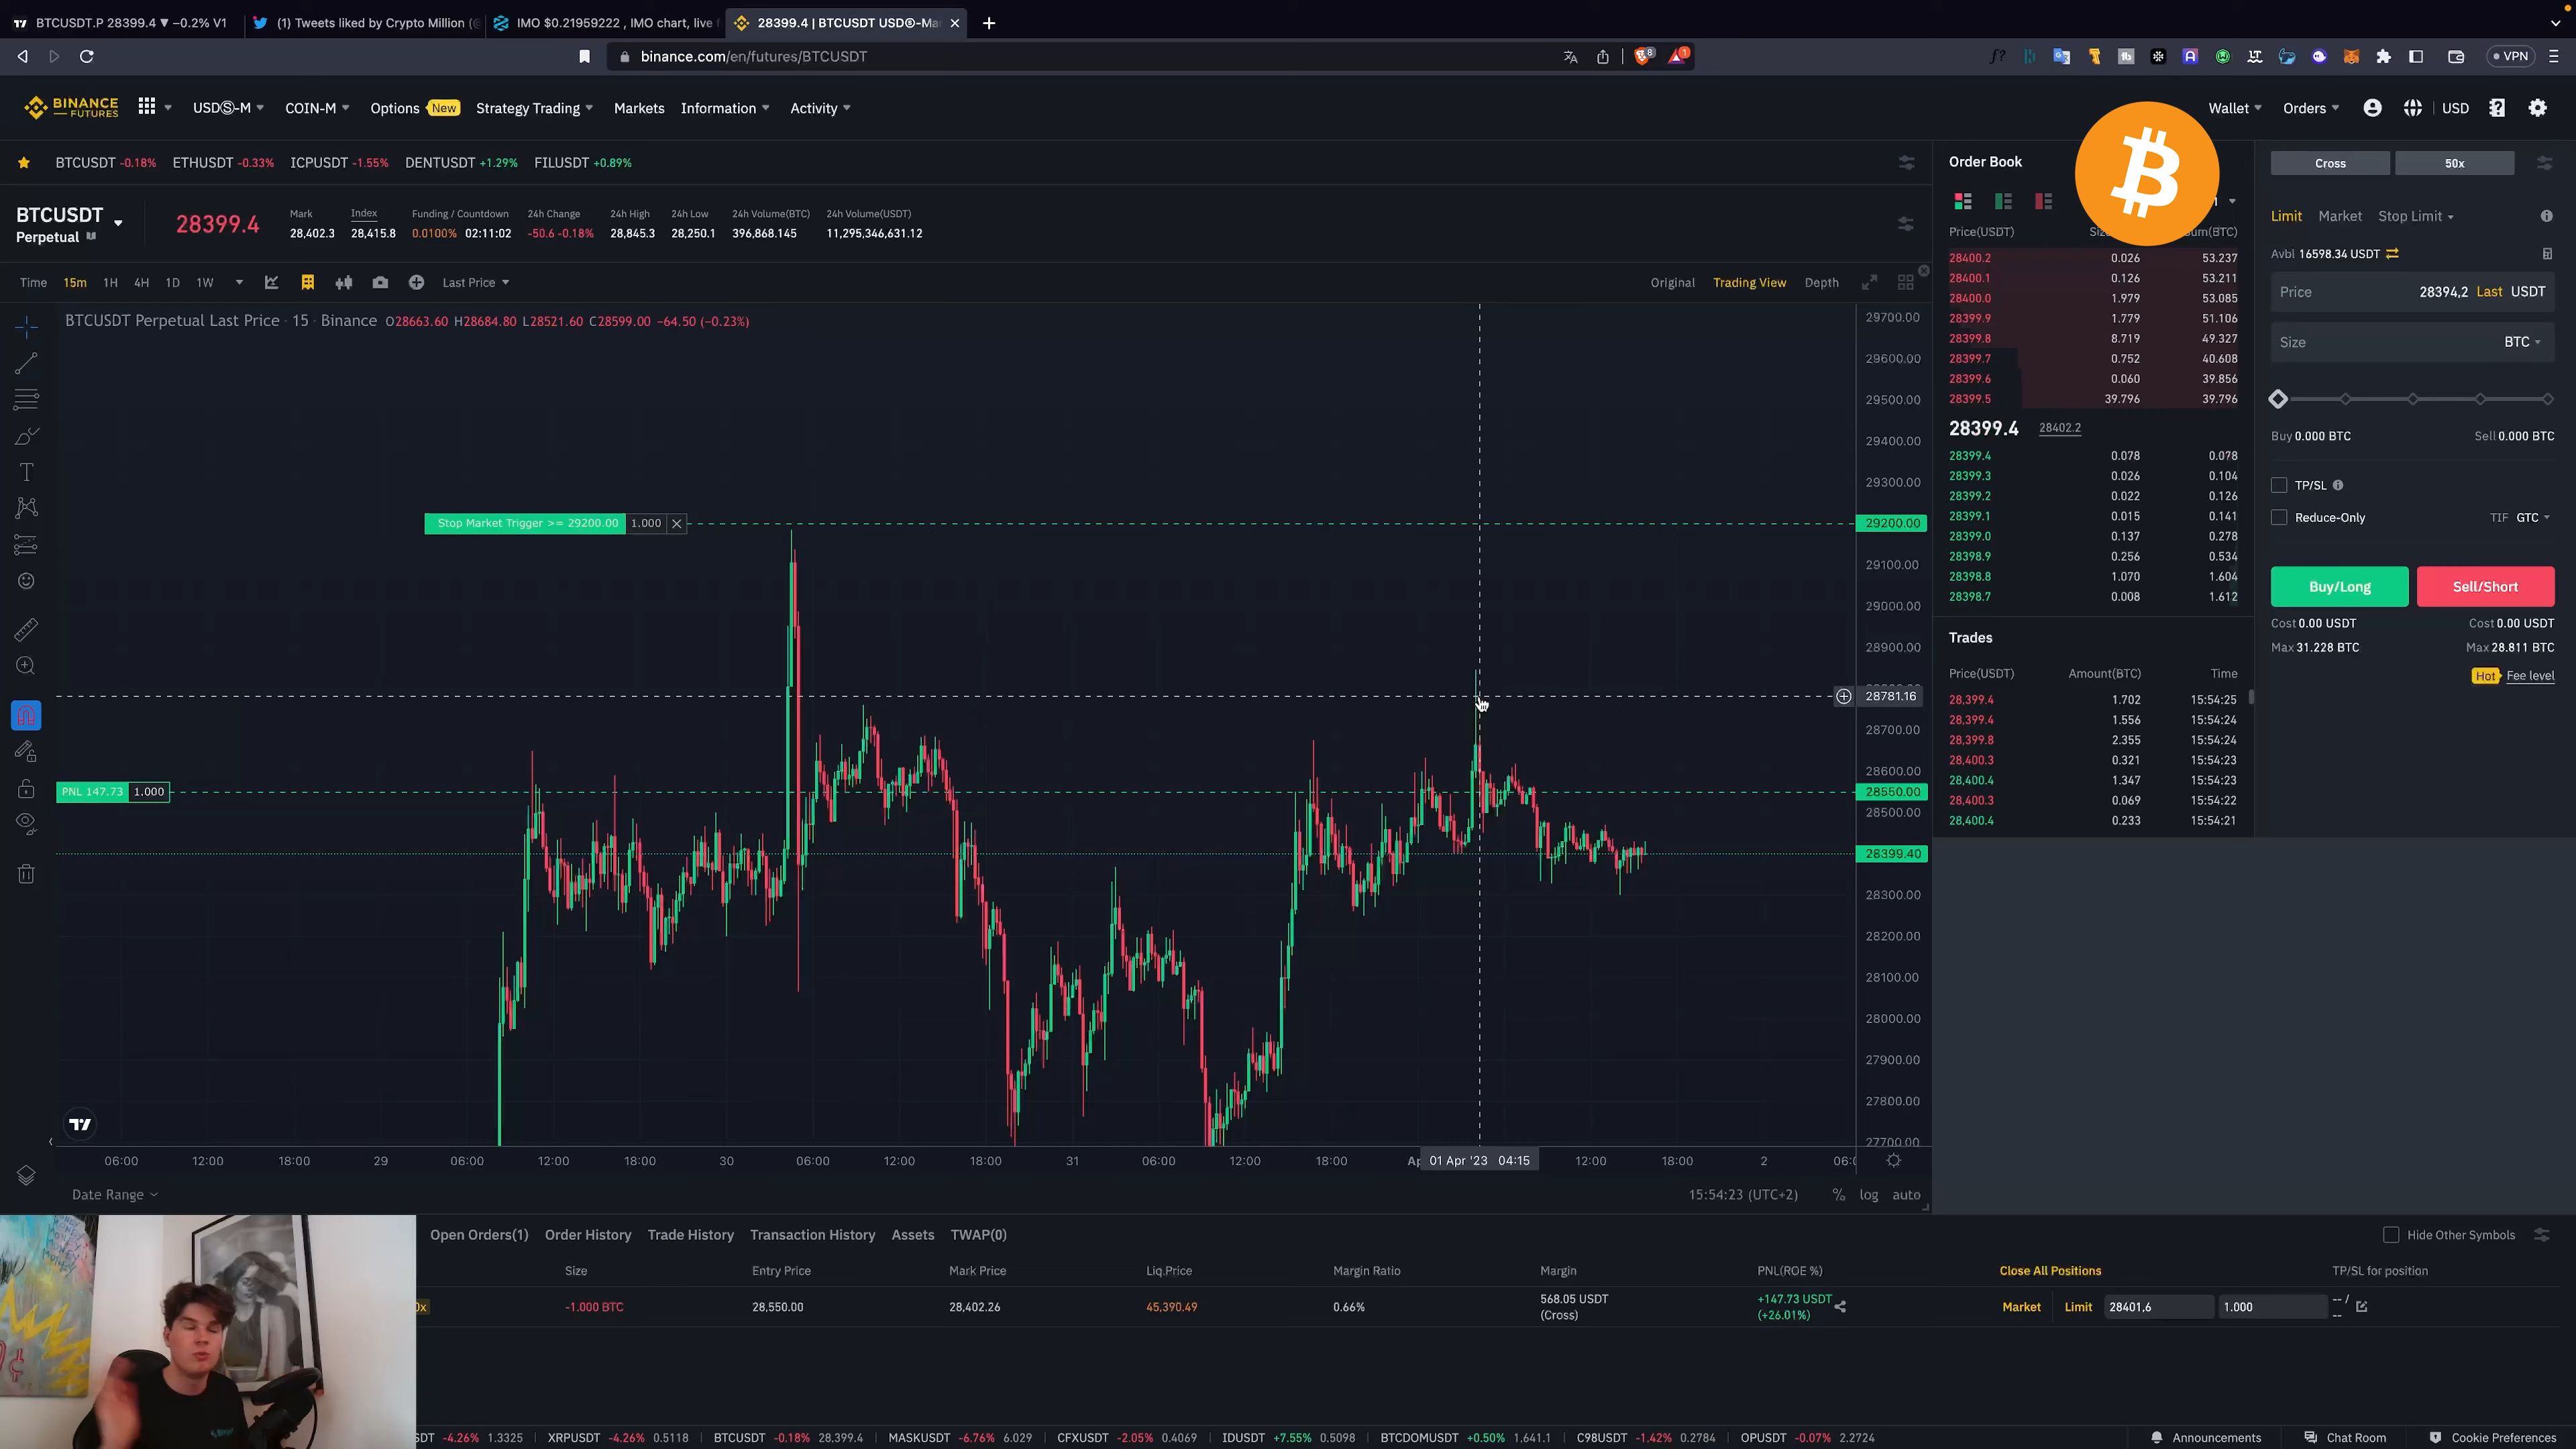 BTCUSDT.P 28399.4 ▼ −0.2% V1
(1) Tweets liked by Crypto Million (@
IMO $0.21959222 , IMO chart, live
28399.4 | BTCUSDT USDⓈ-Ma
binance.com/en/futures/BTCUSDT
8
1
VPN
BINANCE FUTURES
USDⓈ-M
COIN-M
Options New
Strategy Trading
Markets
Information
Activity
Wallet
Orders
USD
BTCUSDT -0.18% ETHUSDT -0.33% ICPUSDT -1.55% DENTUSDT +1.29% FILUSDT +0.89%
BTCUSDT
Perpetual
28399.4
Mark Index Funding / Countdown 24h Change 24h High 24h Low 24h Volume(BTC) 24h Volume(USDT)
28,402.3 28,415.8 0.0100% 02:11:02 -50.6 -0.18% 28,845.3 28,250.1 396,868.145 11,295,346,631.12
Time 15m 1H 4H 1D 1W Last Price Original Trading View Depth
BTCUSDT Perpetual Last Price · 15 · Binance O28663.60 H28684.80 L28521.60 C28599.00 −64.50 (−0.23%)
29700.00
29600.00
29500.00
29400.00
29300.00
Stop Market Trigger >= 29200.00 1.000 29200.00
29100.00
29000.00
28900.00
28781.16
28700.00
28600.00
PNL 147.73 1.000 28550.00
28500.00
28399.40
28300.00
28200.00
28100.00
28000.00
27900.00
27800.00
27700.00
06:00 12:00 18:00 29 06:00 12:00 18:00 30 06:00 12:00 18:00 31 06:00 12:00 18:00 01 Apr '23 04:15 12:00 18:00 2
Date Range 15:54:23 (UTC+2) % log auto
Order Book
Price(USDT)
28400.2 0.026 53.237
28400.1 0.126 53.211
28400.0 1.979 53.085
28399.9 1.779 51.106
28399.8 8.719 49.327
28399.7 0.752 40.608
28399.6 0.060 39.856
28399.5 39.796 39.796
28399.4 28402.2
28399.4 0.078 0.078
28399.3 0.026 0.104
28399.2 0.022 0.126
28399.1 0.015 0.141
28399.0 0.137 0.278
28398.9 0.256 0.534
28398.8 1.070 1.604
28398.7 0.008 1.612
Trades
Price(USDT) Amount(BTC) Time
28,399.4 1.702 15:54:25
28,399.4 1.556 15:54:24
28,399.8 2.355 15:54:24
28,400.3 0.321 15:54:23
28,400.4 1.347 15:54:23
28,400.3 0.069 15:54:22
28,400.4 0.233 15:54:21
Cross 50x
Limit Market Stop Limit
Avbl 16598.34 USDT
Price 28394,2 Last USDT
Size BTC
Buy 0.000 BTC Sell 0.000 BTC
TP/SL
Reduce-Only TIF GTC
Buy/Long Sell/Short
Cost 0.00 USDT Cost 0.00 USDT
Max 31.228 BTC Max 28.811 BTC
Hot Fee level
Open Orders(1) Order History Trade History Transaction History Assets TWAP(0) Hide Other Symbols
Size Entry Price Mark Price Liq.Price Margin Ratio Margin PNL(ROE %) Close All Positions TP/SL for position
0x -1.000 BTC 28,550.00 28,402.26 45,390.49 0.66% 568.05 USDT (Cross) +147.73 USDT (+26.01%) Market Limit 28401,6 1.000 -- / --
-4.26% 1.3325 XRPUSDT -4.26% 0.5118 BTCUSDT -0.18% 28,399.4 MASKUSDT -6.76% 6.029 CFXUSDT -2.05% 0.4069 IDUSDT +7.55% 0.5098 BTCDOMUSDT +0.50% 1,641.1 C98USDT -1.42% 0.2784 OPUSDT -0.07% 2.2724 Announcements Chat Room Cookie Preferences